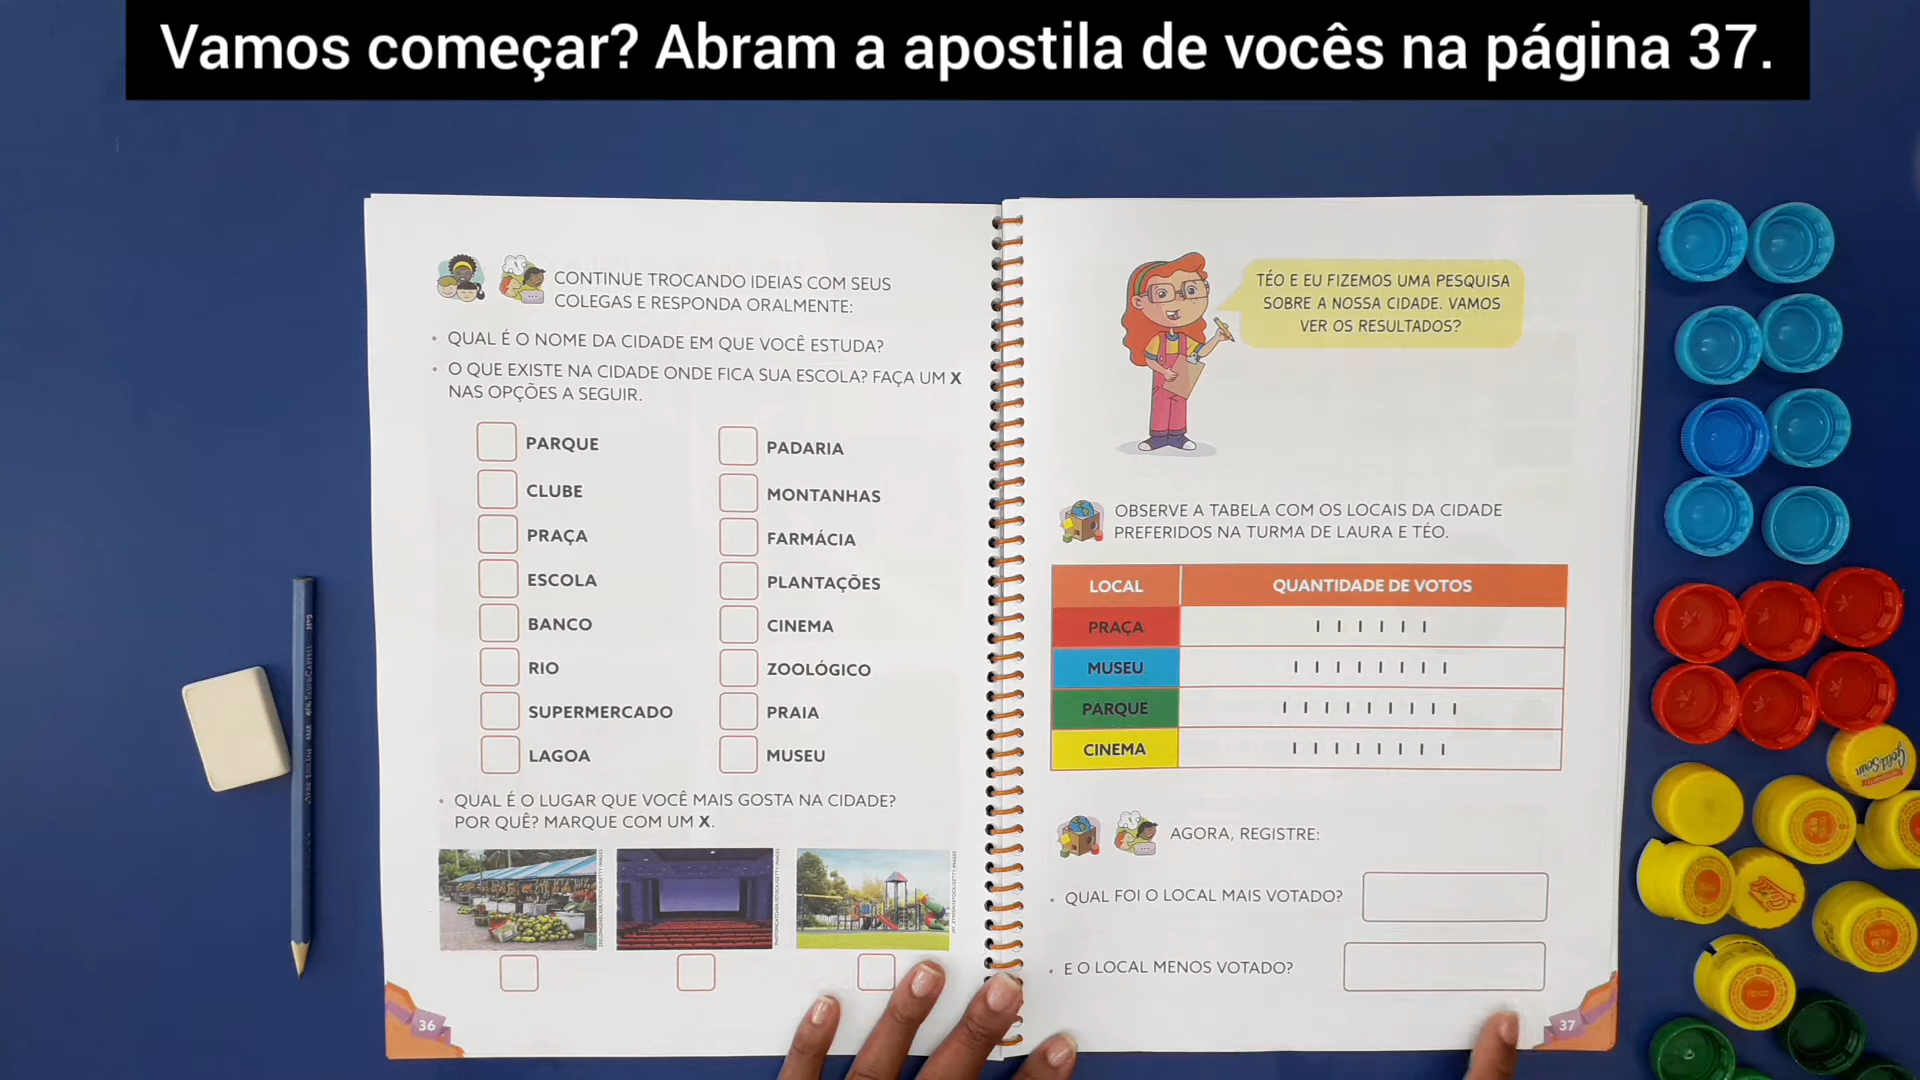 Vamos começar? Abram a apostila de vocês na página 37.
CONTINUE TROCANDO IDEIAS COM SEUS
COLEGAS E RESPONDA ORALMENTE:
• QUAL É O NOME DA CIDADE EM QUE VOCÊ ESTUDA?
• O QUE EXISTE NA CIDADE ONDE FICA SUA ESCOLA? FAÇA UM X
NAS OPÇÕES A SEGUIR.
PARQUE
CLUBE
PRAÇA
ESCOLA
BANCO
RIO
SUPERMERCADO
LAGOA
PADARIA
MONTANHAS
FARMÁCIA
PLANTAÇÕES
CINEMA
ZOOLÓGICO
PRAIA
MUSEU
• QUAL É O LUGAR QUE VOCÊ MAIS GOSTA NA CIDADE?
POR QUÊ? MARQUE COM UM X.
36
TÉO E EU FIZEMOS UMA PESQUISA
SOBRE A NOSSA CIDADE. VAMOS
VER OS RESULTADOS?
OBSERVE A TABELA COM OS LOCAIS DA CIDADE
PREFERIDOS NA TURMA DE LAURA E TÉO.
LOCAL QUANTIDADE DE VOTOS
PRAÇA I I I I I I
MUSEU I I I I I I I I
PARQUE I I I I I I I I I
CINEMA I I I I I I I I
AGORA, REGISTRE:
• QUAL FOI O LOCAL MAIS VOTADO?
• E O LOCAL MENOS VOTADO?
37